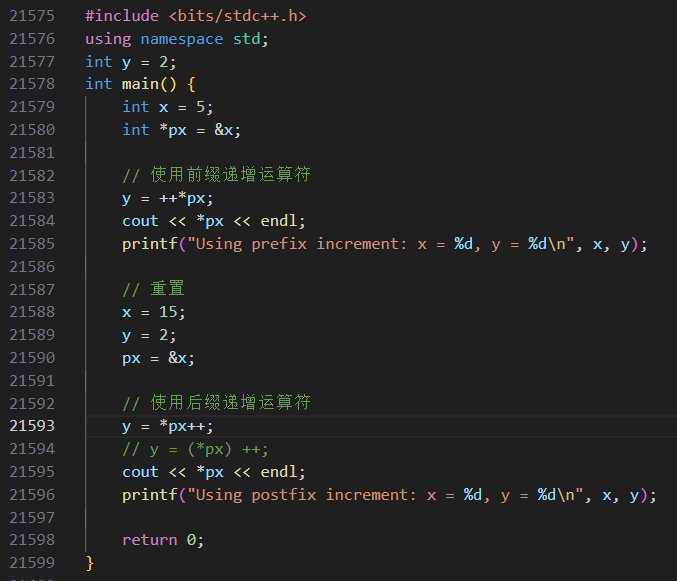 21575 #include <bits/stdc++.h>
21576 using namespace std;
21577 int y = 2;
21578 int main() {
21579     int x = 5;
21580     int *px = &x;
21581
21582     // 使用前缀递增运算符
21583     y = ++*px;
21584     cout << *px << endl;
21585     printf("Using prefix increment: x = %d, y = %d\n", x, y);
21586
21587     // 重置
21588     x = 15;
21589     y = 2;
21590     px = &x;
21591
21592     // 使用后缀递增运算符
21593     y = *px++;
21594     // y = (*px) ++;
21595     cout << *px << endl;
21596     printf("Using postfix increment: x = %d, y = %d\n", x, y);
21597
21598     return 0;
21599 }